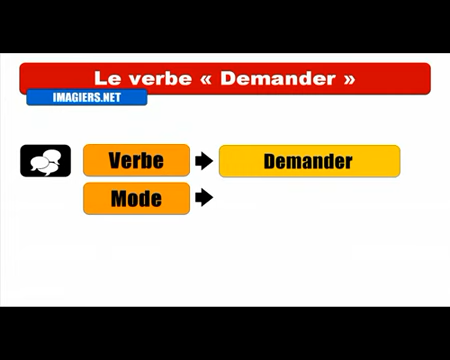 Le verbe « Demander »
IMAGIERS.NET
Verbe Demander
Mode